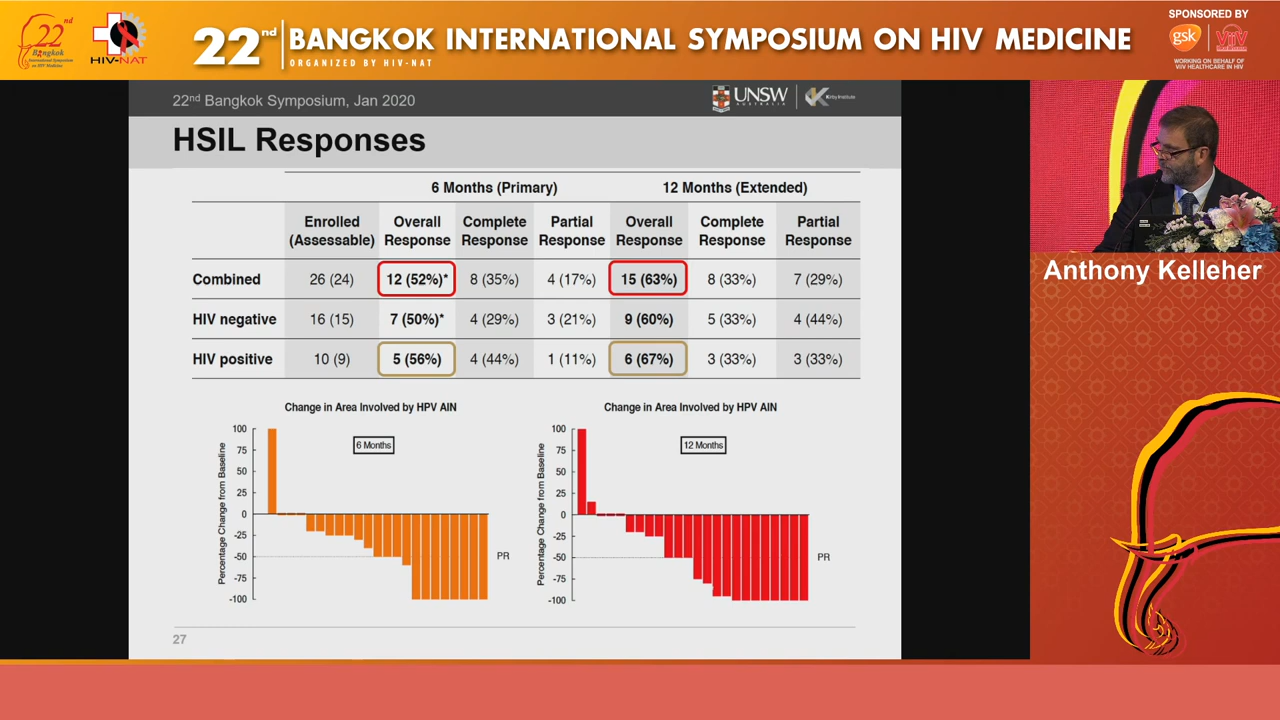 22nd
Bangkok
International Symposium
on HIV Medicine
HIV-NAT
22nd BANGKOK INTERNATIONAL SYMPOSIUM ON HIV MEDICINE
ORGANIZED BY HIV-NAT
SPONSORED BY
gsk
ViiV
WORKING ON BEHALF OF
VIIV HEALTHCARE IN HIV
22nd Bangkok Symposium, Jan 2020
UNSW
AUSTRALIA
Kirby Institute
HSIL Responses
6 Months (Primary) 12 Months (Extended)
Enrolled Overall Complete Partial Overall Complete Partial
(Assessable) Response Response Response Response Response Response
Combined 26 (24) 12 (52%)* 8 (35%) 4 (17%) 15 (63%) 8 (33%) 7 (29%)
HIV negative 16 (15) 7 (50%)* 4 (29%) 3 (21%) 9 (60%) 5 (33%) 4 (44%)
HIV positive 10 (9) 5 (56%) 4 (44%) 1 (11%) 6 (67%) 3 (33%) 3 (33%)
Change in Area Involved by HPV AIN
6 Months
Percentage Change from Baseline
100
75
50
25
0
-25
-50
-75
-100
PR
Change in Area Involved by HPV AIN
12 Months
Percentage Change from Baseline
100
75
50
25
0
-25
-50
-75
-100
PR
27
Anthony Kelleher